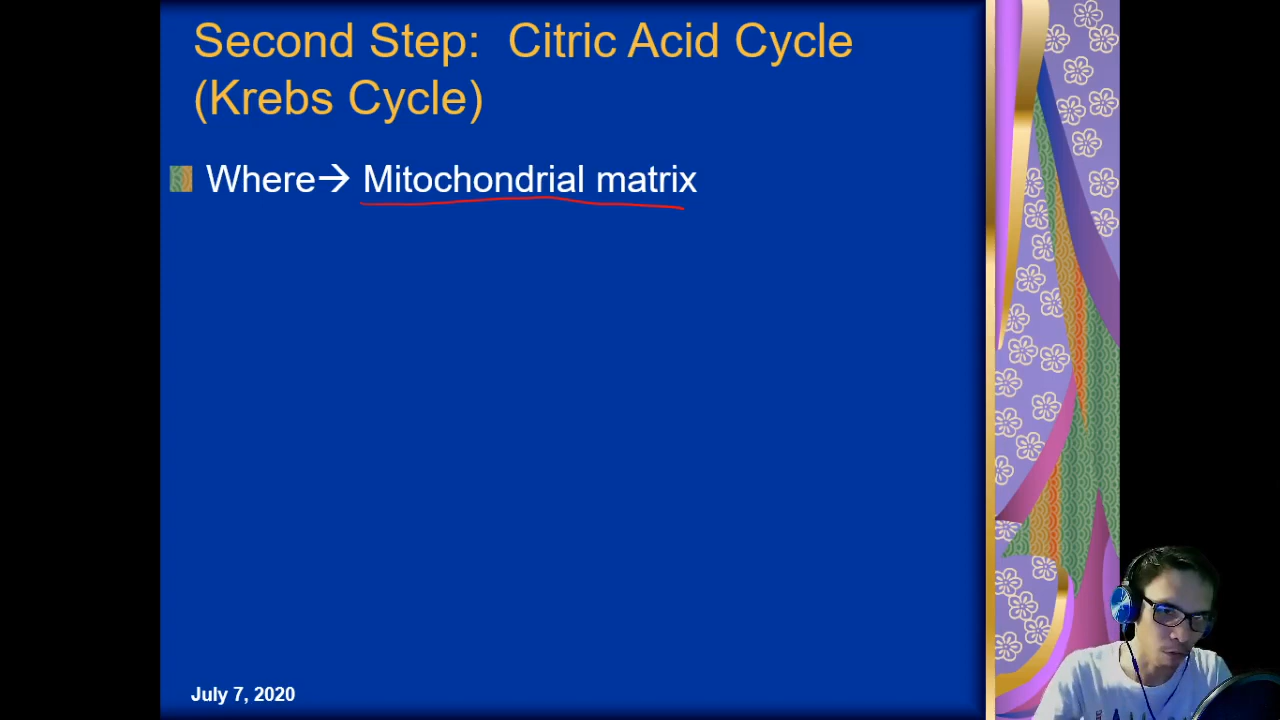 Second Step: Citric Acid Cycle
(Krebs Cycle)
Where→ Mitochondrial matrix
July 7, 2020